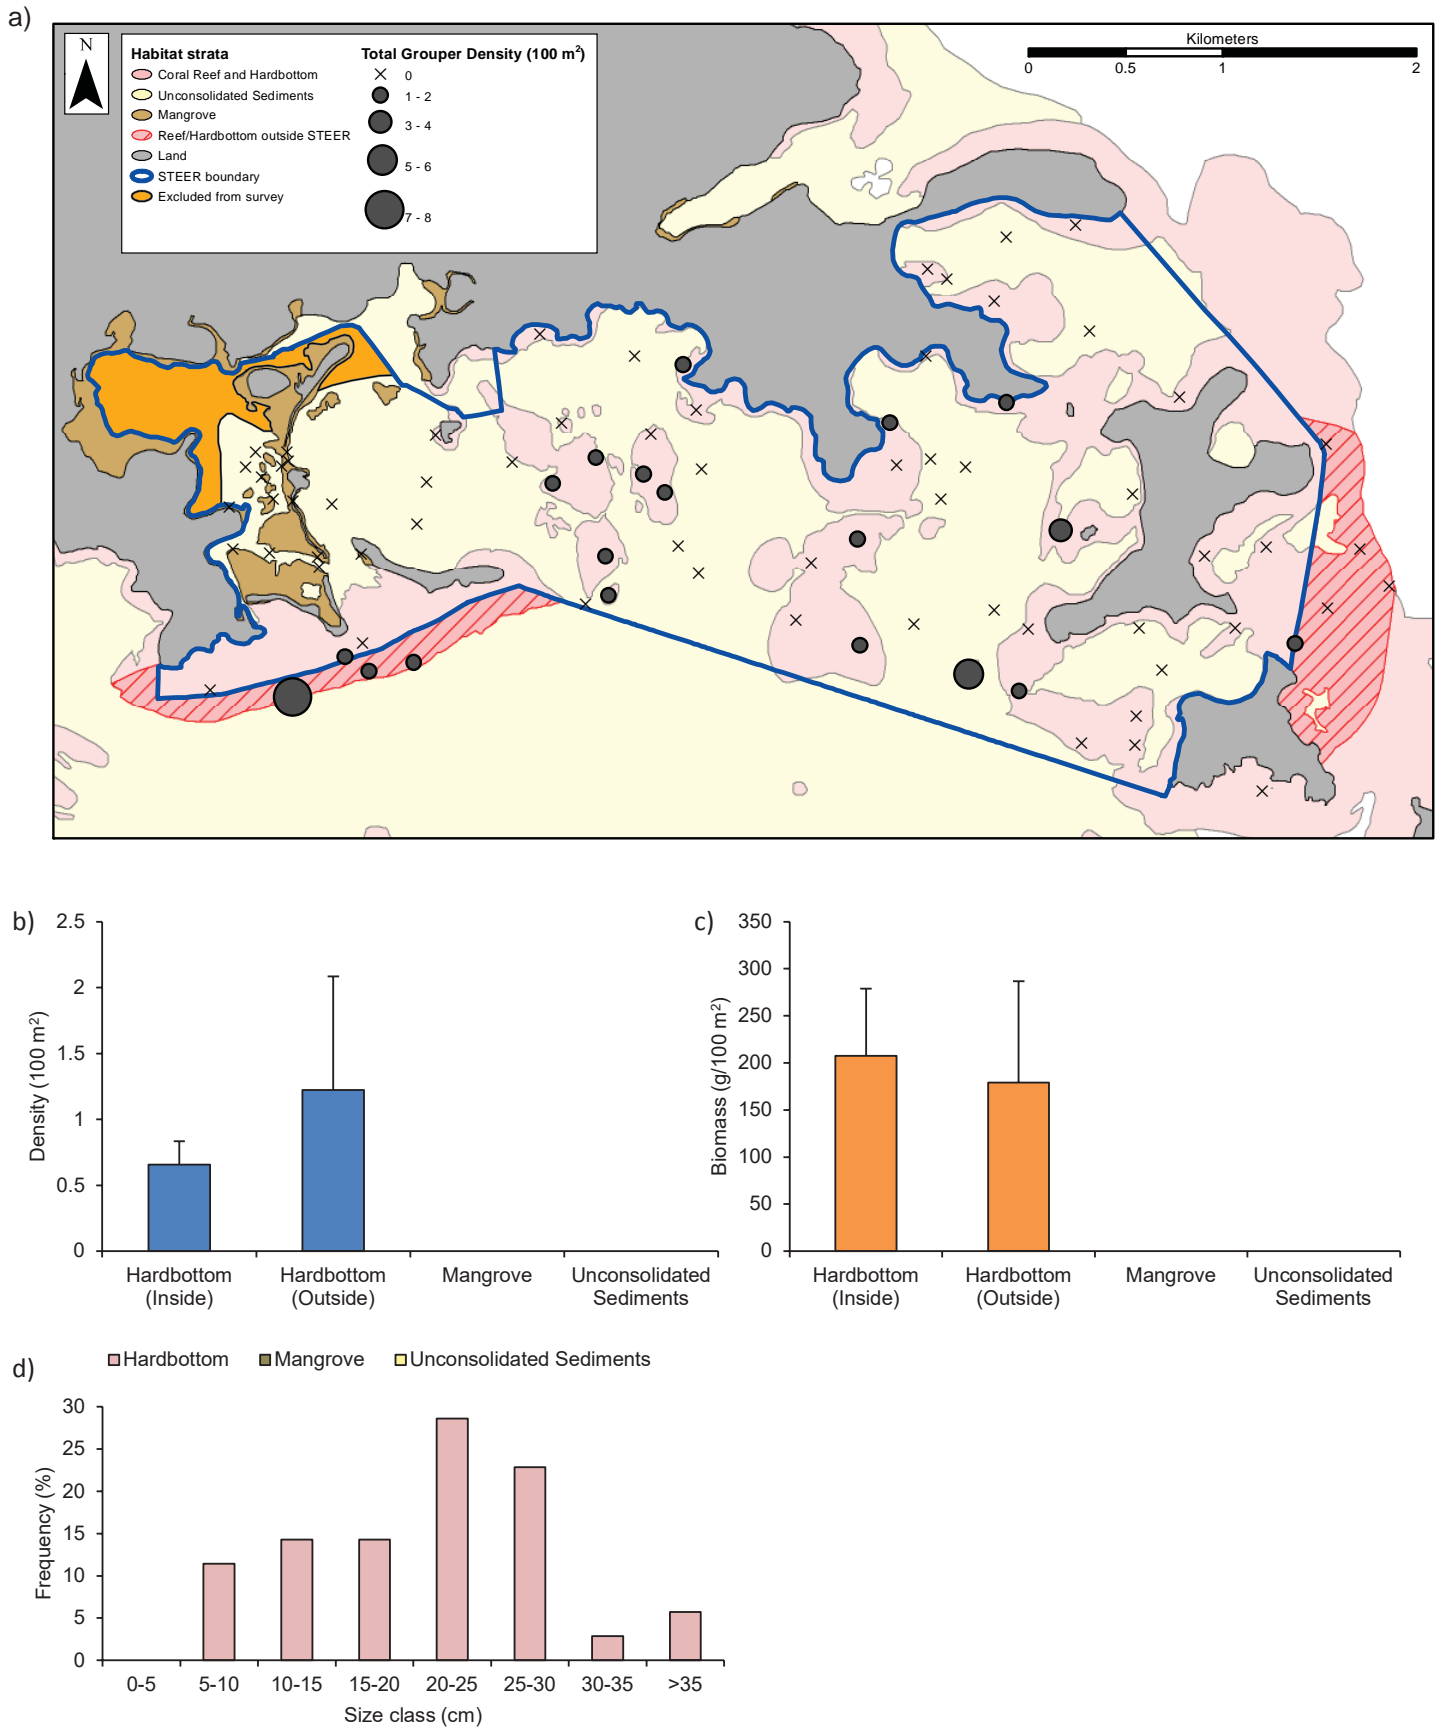 a)
N
Habitat strata
Coral Reef and Hardbottom
Unconsolidated Sediments
Mangrove
Reef/Hardbottom outside STEER
Land
STEER boundary
Excluded from survey
Total Grouper Density (100 m²)
0
1 - 2
3 - 4
5 - 6
7 - 8
Kilometers
0 0.5 1 2
b)
Density (100 m²)
2.5
2
1.5
1
0.5
0
Hardbottom (Inside)
Hardbottom (Outside)
Mangrove
Unconsolidated Sediments
c)
Biomass (g/100 m²)
350
300
250
200
150
100
50
0
Hardbottom (Inside)
Hardbottom (Outside)
Mangrove
Unconsolidated Sediments
d)
Hardbottom Mangrove Unconsolidated Sediments
Frequency (%)
30
25
20
15
10
5
0
0-5 5-10 10-15 15-20 20-25 25-30 30-35 >35
Size class (cm)